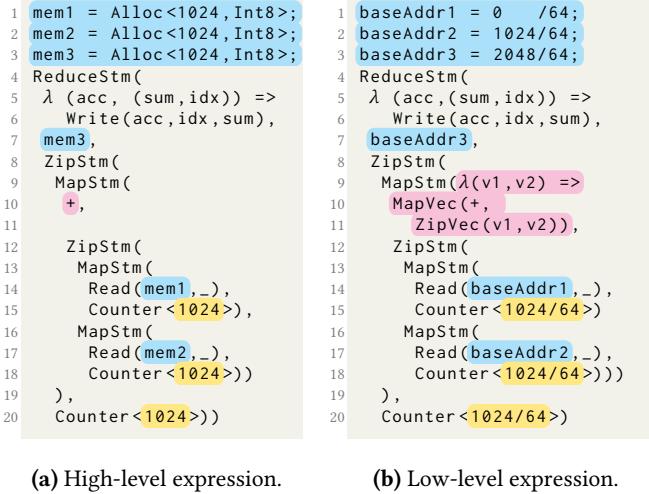 1 mem1 = Alloc<1024,Int8>;
2 mem2 = Alloc<1024,Int8>;
3 mem3 = Alloc<1024,Int8>;
4 ReduceStm(
5 λ (acc, (sum,idx)) =>
6 Write(acc,idx,sum),
7 mem3,
8 ZipStm(
9 MapStm(
10 +,
11
12 ZipStm(
13 MapStm(
14 Read(mem1,_),
15 Counter<1024>),
16 MapStm(
17 Read(mem2,_),
18 Counter<1024>))
19 ),
20 Counter<1024>))
(a) High-level expression.
1 baseAddr1 = 0 /64;
2 baseAddr2 = 1024/64;
3 baseAddr3 = 2048/64;
4 ReduceStm(
5 λ (acc,(sum,idx)) =>
6 Write(acc,idx,sum),
7 baseAddr3,
8 ZipStm(
9 MapStm(λ(v1,v2) =>
10 MapVec(+,
11 ZipVec(v1,v2)),
12 ZipStm(
13 MapStm(
14 Read(baseAddr1,_),
15 Counter<1024/64>)
16 MapStm(
17 Read(baseAddr2,_),
18 Counter<1024/64>)))
19 ),
20 Counter<1024/64>)
(b) Low-level expression.